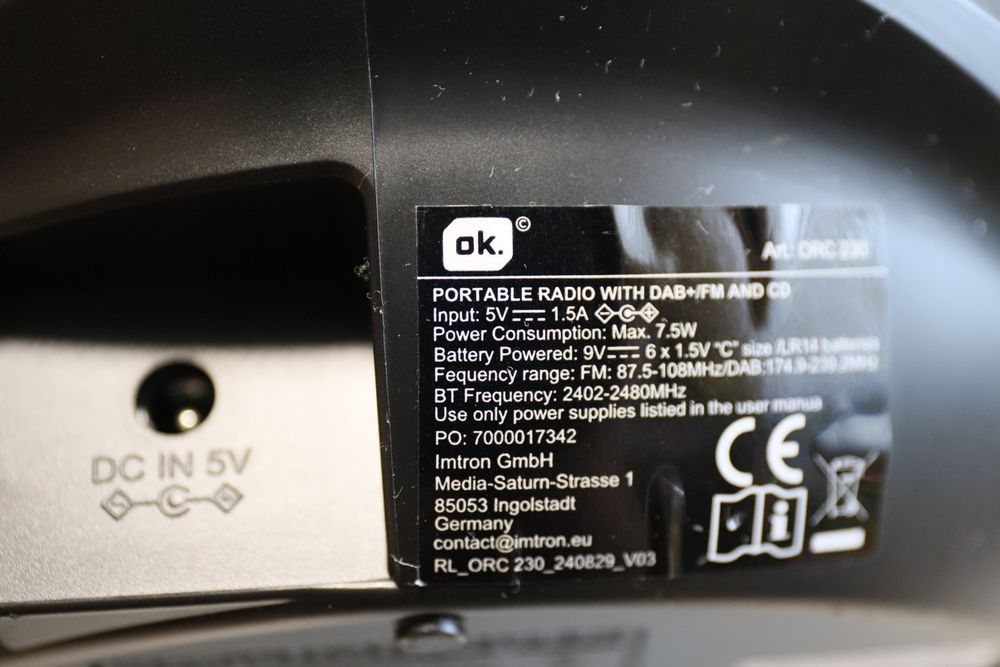 ok.©
Art.: ORC 230
PORTABLE RADIO WITH DAB+/FM AND CD
Input: 5V⎓1.5A
Power Consumption: Max. 7.5W
Battery Powered: 9V⎓ 6 x 1.5V "C" size /LR14 batteries
Fequency range: FM: 87.5-108MHz/DAB:174.9-239.2MHz
BT Frequency: 2402-2480MHz
Use only power supplies listied in the user manua
PO: 7000017342
Imtron GmbH
Media-Saturn-Strasse 1
85053 Ingolstadt
Germany
contact@imtron.eu
RL_ORC 230_240829_V03
CE
DC IN 5V